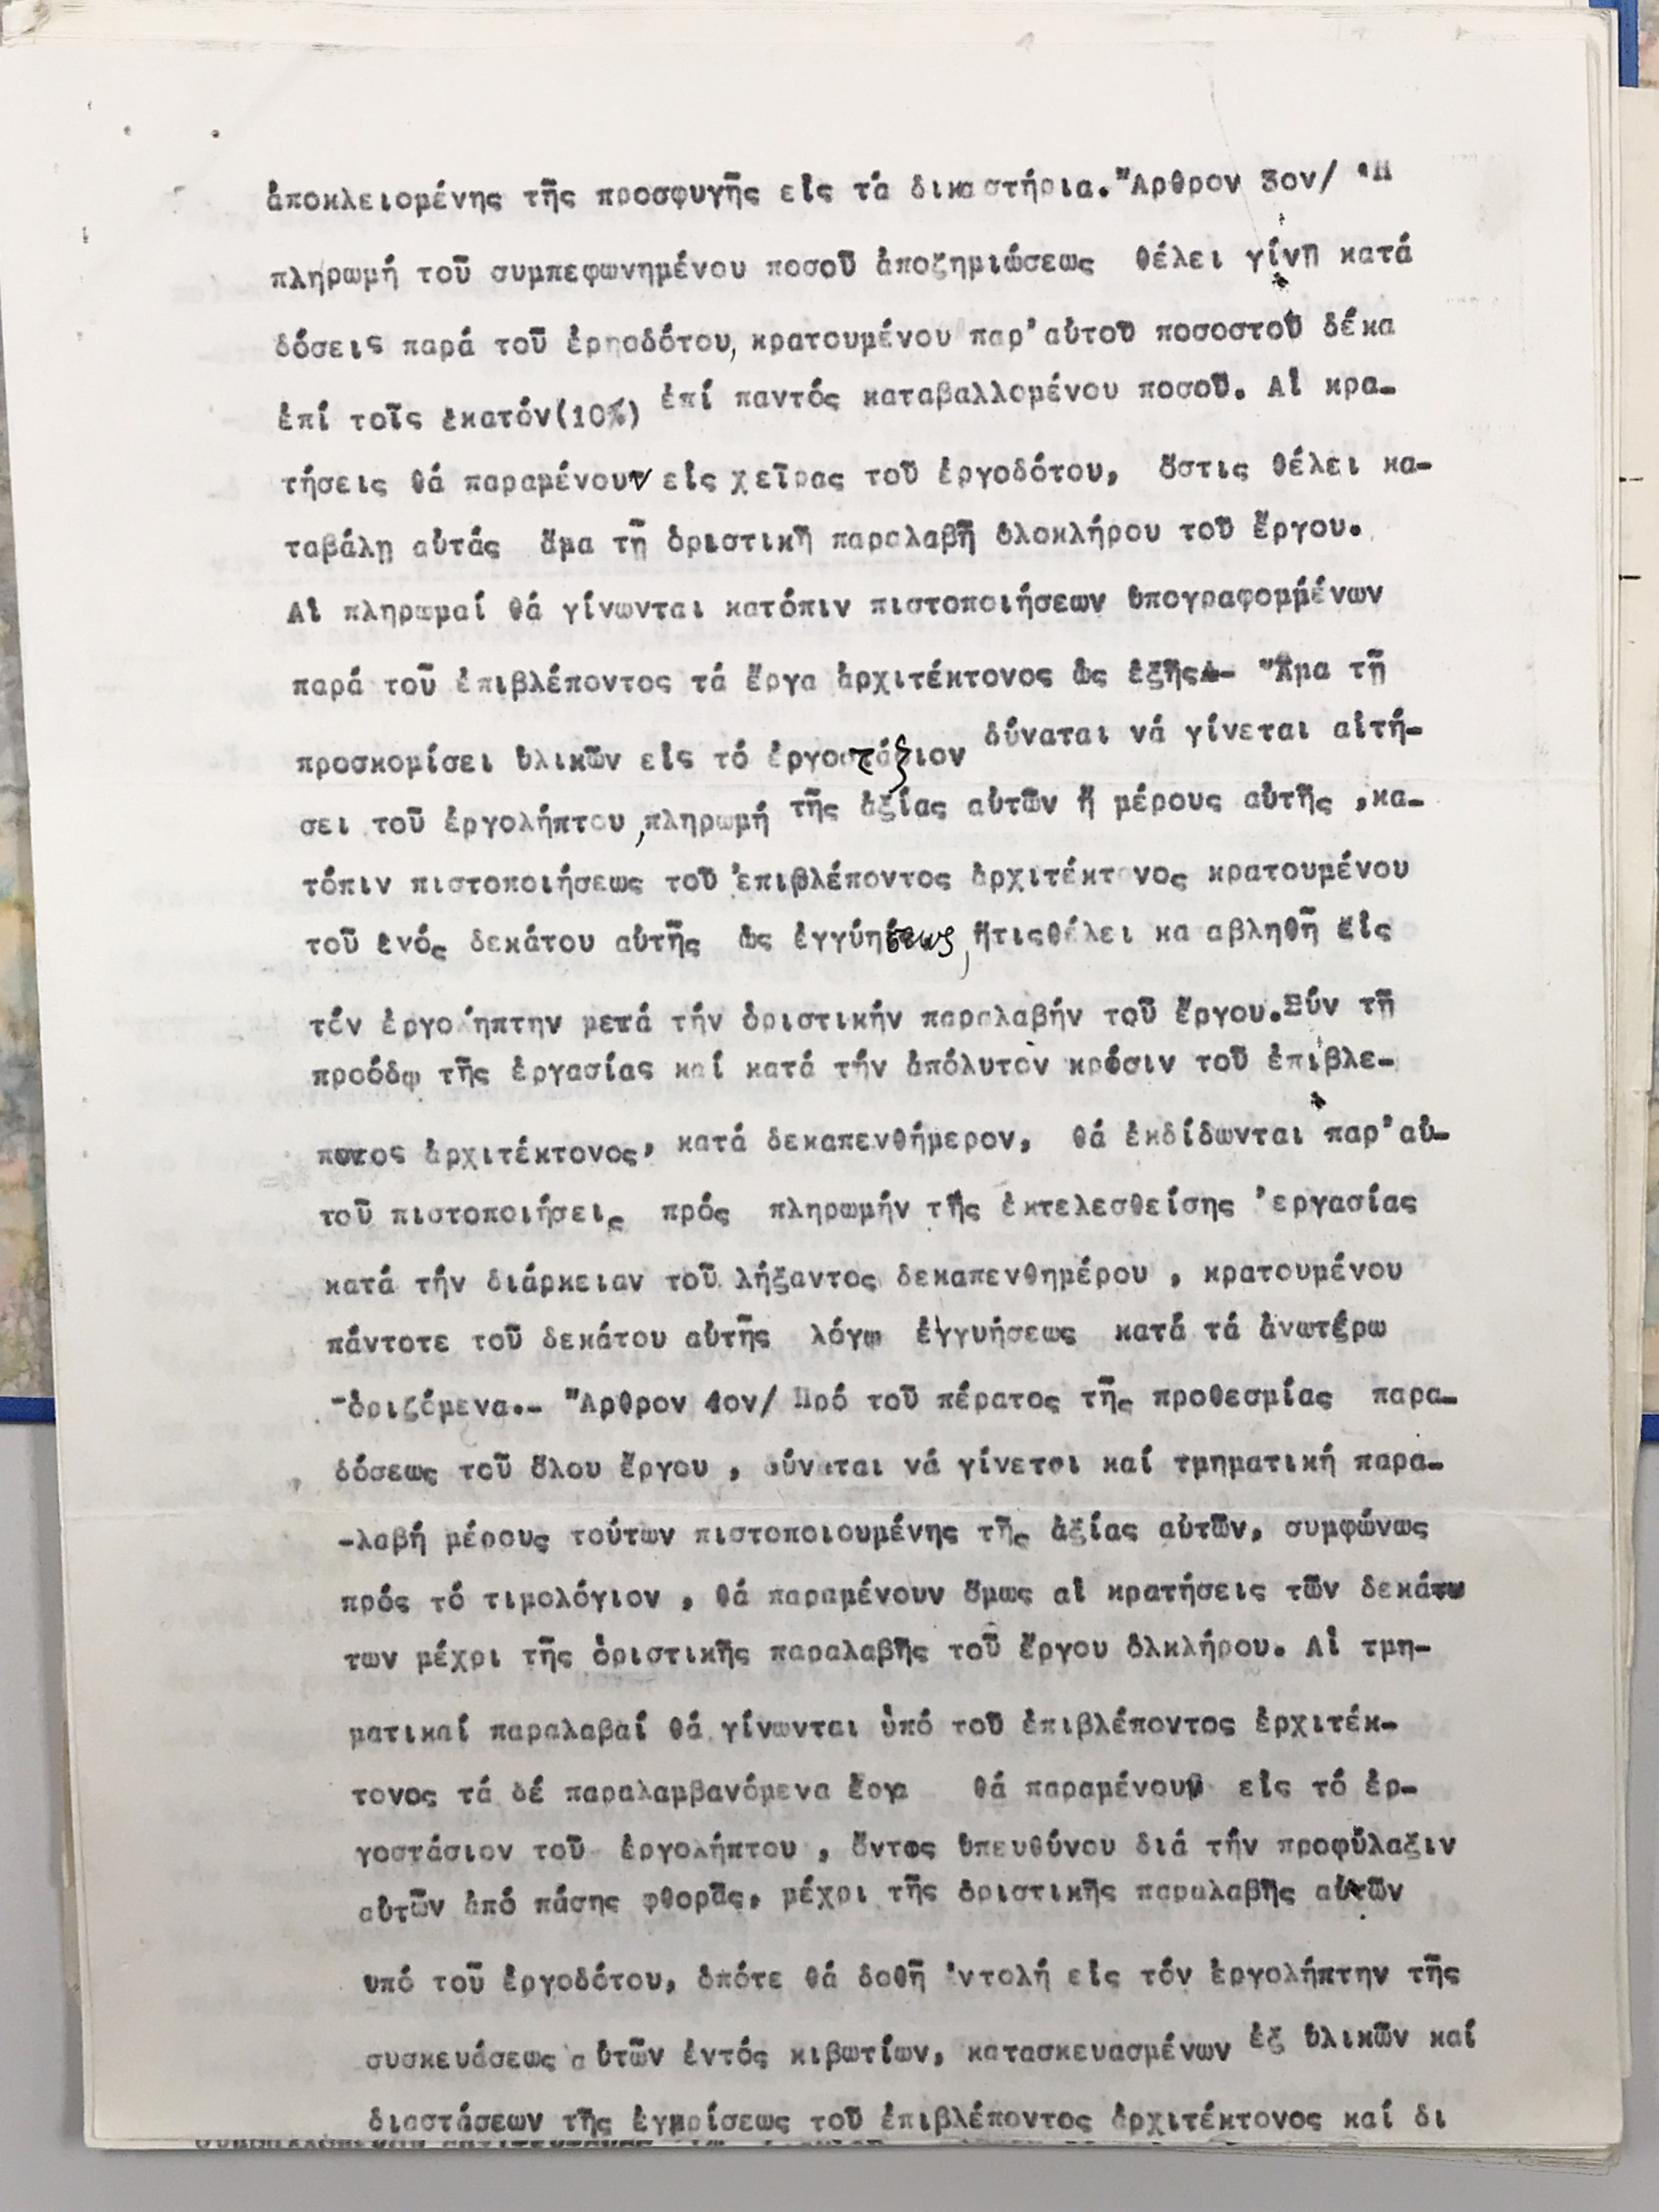 ἀποκλειομένης τῆς προσφυγῆς εἰς τά δικαστήρια."Αρθρον 3ον/ Ἡ
πληρωμή τοῦ συμπεφωνημένου ποσοῦ ἀποζημιώσεως θέλει γίνῃ κατά
δόσεις παρά τοῦ ἐργοδότου, κρατουμένου παρ'αὐτοῦ ποσοστοῦ δέκα
ἐπί τοῖς ἑκατόν(10%) ἐπί παντός καταβαλλομένου ποσοῦ. Αἱ κρα-
τήσεις θά παραμένουν εἰς χεῖρας τοῦ ἐργοδότου, ὅστις θέλει κα-
ταβάλῃ αὐτάς ἅμα τῇ ὁριστικῇ παραλαβῇ ὁλοκλήρου τοῦ ἔργου.
Αἱ πληρωμαί θά γίνωνται κατόπιν πιστοποιήσεων ὑπογραφομμένων
παρά τοῦ ἐπιβλέποντος τά ἔργα ἀρχιτέκτονος ὡς ἑξῆς- "Αμα τῇ
προσκομίσει ὑλικῶν εἰς τό ἐργοστάξιον δύναται νά γίνεται αἰτή-
σει τοῦ ἐργολήπτου,πληρωμή τῆς ἀξίας αὐτῶν ἤ μέρους αὐτῆς ,κα-
τόπιν πιστοποιήσεως τοῦ 'επιβλέποντος ἀρχιτέκτονος κρατουμένου
τοῦ ἑνός δεκάτου αὐτῆς ὡς ἐγγύησεως, ἥτιςθέλει κα αβληθῇ εἰς
τόν ἐργολήπτην μετά τήν ὁριστικήν παραλαβήν τοῦ ἔργου.Σύν τῇ
προόδῳ τῆς ἐργασίας καί κατά τήν ἀπόλυτον κρίσιν τοῦ ἐπιβλε-
ποντος ἀρχιτέκτονος, κατά δεκαπενθήμερον, θά ἐκδίδωνται παρ'αὐ-
τοῦ πιστοποιήσεις πρός πληρωμήν τῆς ἐκτελεσθείσης 'εργασίας
κατά τήν διάρκειαν τοῦ λήξαντος δεκαπενθημέρου , κρατουμένου
πάντοτε τοῦ δεκάτου αὐτῆς λόγῳ ἐγγυήσεως κατά τά ἀνωτέρω
-ὁριζόμενα.- "Αρθρον 4ον/ Πρό τοῦ πέρατος τῆς προθεσμίας παρα-
δόσεως τοῦ ὅλου ἔργου , δύναται νά γίνεται καί τμηματική παρα-
-λαβή μέρους τούτων πιστοποιουμένης τῆς ἀξίας αὐτῶν, συμφώνως
πρός τό τιμολόγιον , θά παραμένουν ὅμως αἱ κρατήσεις τῶν δεκάτω
των μέχρι τῆς ὁριστικῆς παραλαβῆς τοῦ ἔργου ὁλκλήρου. Αἱ τμη-
ματικαί παραλαβαί θά γίνωνται ὑπό τοῦ ἐπιβλέποντος ἐρχιτέκ-
τονος τά δέ παραλαμβανόμενα ἔργα θά παραμένουν εἰς τό ἐρ-
γοστάσιον τοῦ ἐργολήπτου , ὄντος ὑπευθύνου διά τήν προφύλαξιν
αὐτῶν ἀπό πάσης φθορᾶς, μέχρι τῆς ὁριστικῆς παραλαβῆς αὐτῶν
υπό τοῦ ἐργοδότου, ὁπότε θά δοθῇ ἐντολή εἰς τόν ἐργολήπτην τῆς
συσκευάσεως αὐτῶν ἐντός κιβωτίων, κατασκευασμένων ἐξ ὑλικῶν καί
διαστάσεων τῆς ἐγκρίσεως τοῦ ἐπιβλέποντος ἀρχιτέκτονος καί δι